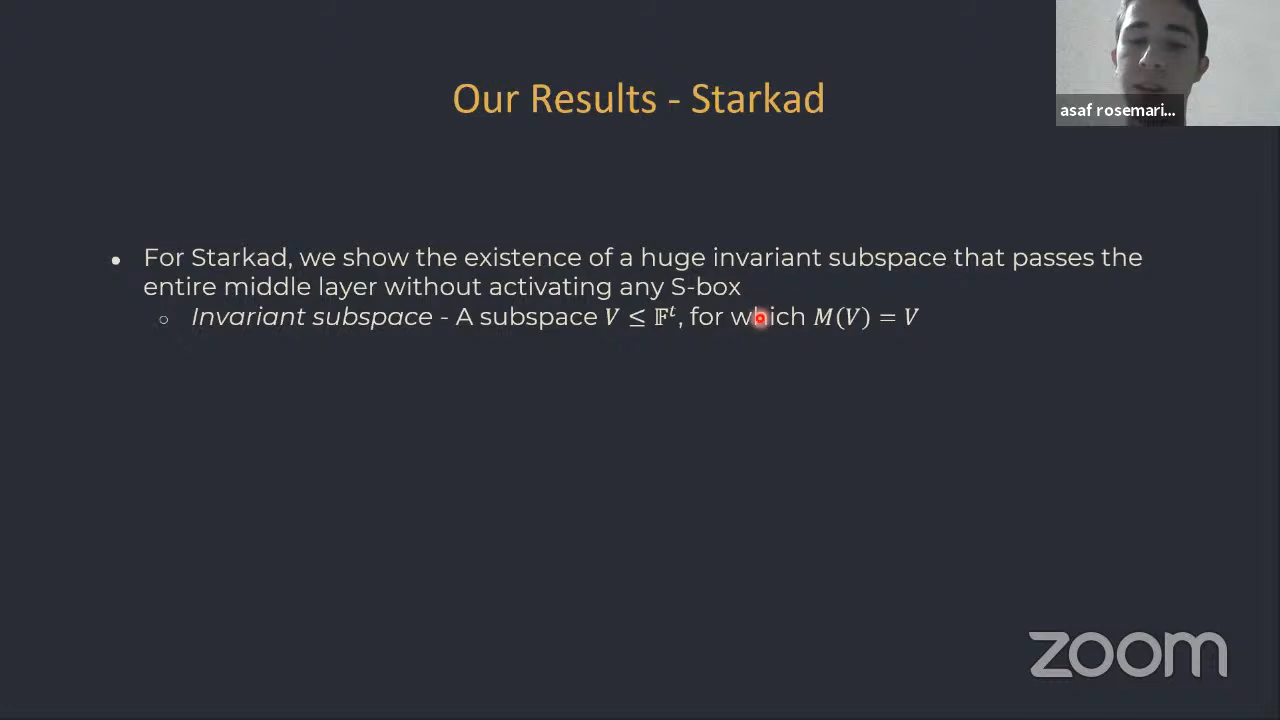 Our Results - Starkad
asaf rosemari...
• For Starkad, we show the existence of a huge invariant subspace that passes the
entire middle layer without activating any S-box
○ Invariant subspace - A subspace V ≤ 𝔽ᵗ, for which M(V) = V
zoom